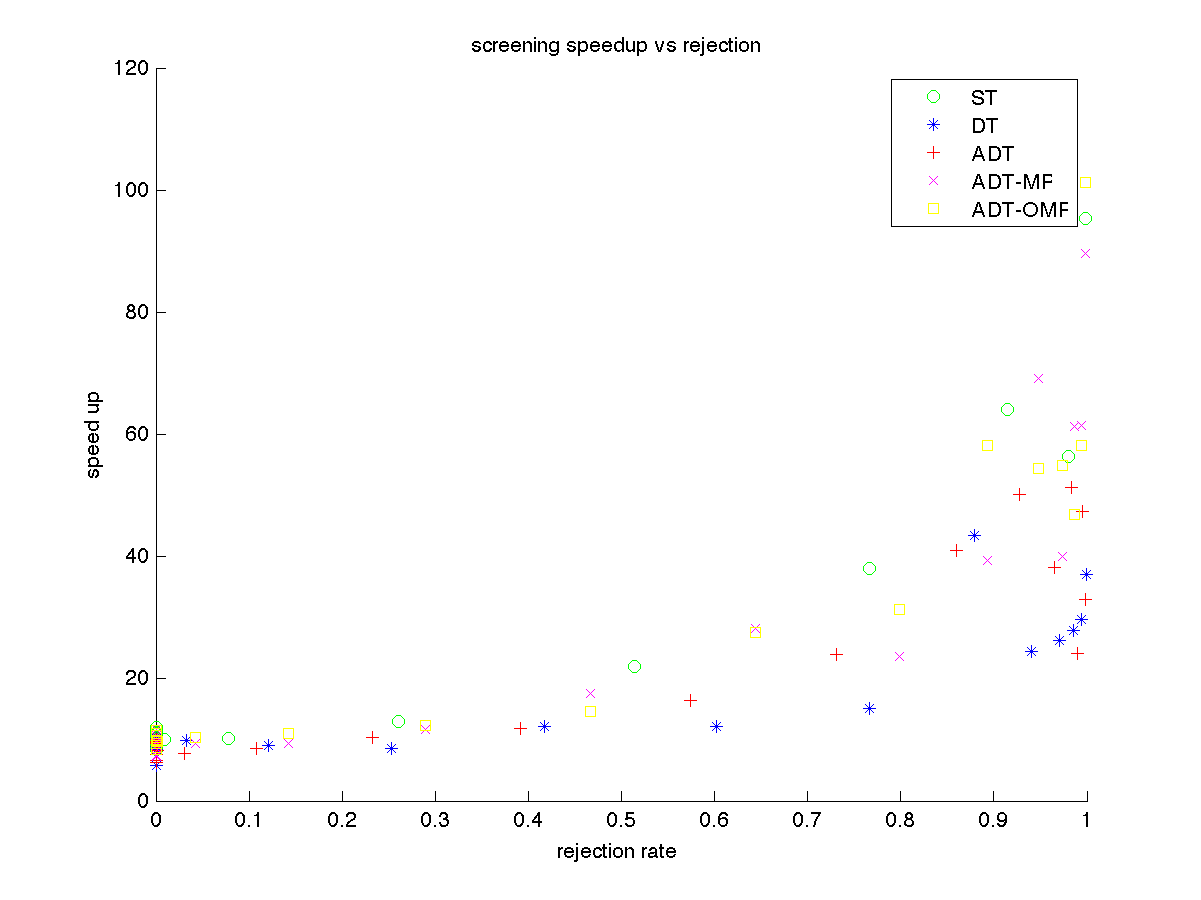 screening speedup vs rejection
120
100
80
60
40
20
0
speed up
ST
DT
ADT
ADT-MF
ADT-OMF
0 0.1 0.2 0.3 0.4 0.5 0.6 0.7 0.8 0.9 1
rejection rate